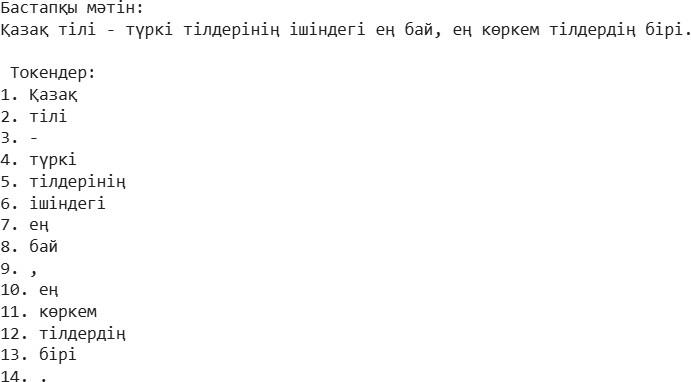 Бастапқы мәтін:
Қазақ тілі - түркі тілдерінің ішіндегі ең бай, ең көркем тілдердің бірі.
Токендер:
1. Қазақ
2. тілі
3. -
4. түркі
5. тілдерінің
6. ішіндегі
7. ең
8. бай
9. ,
10. ең
11. көркем
12. тілдердің
13. бірі
14. .